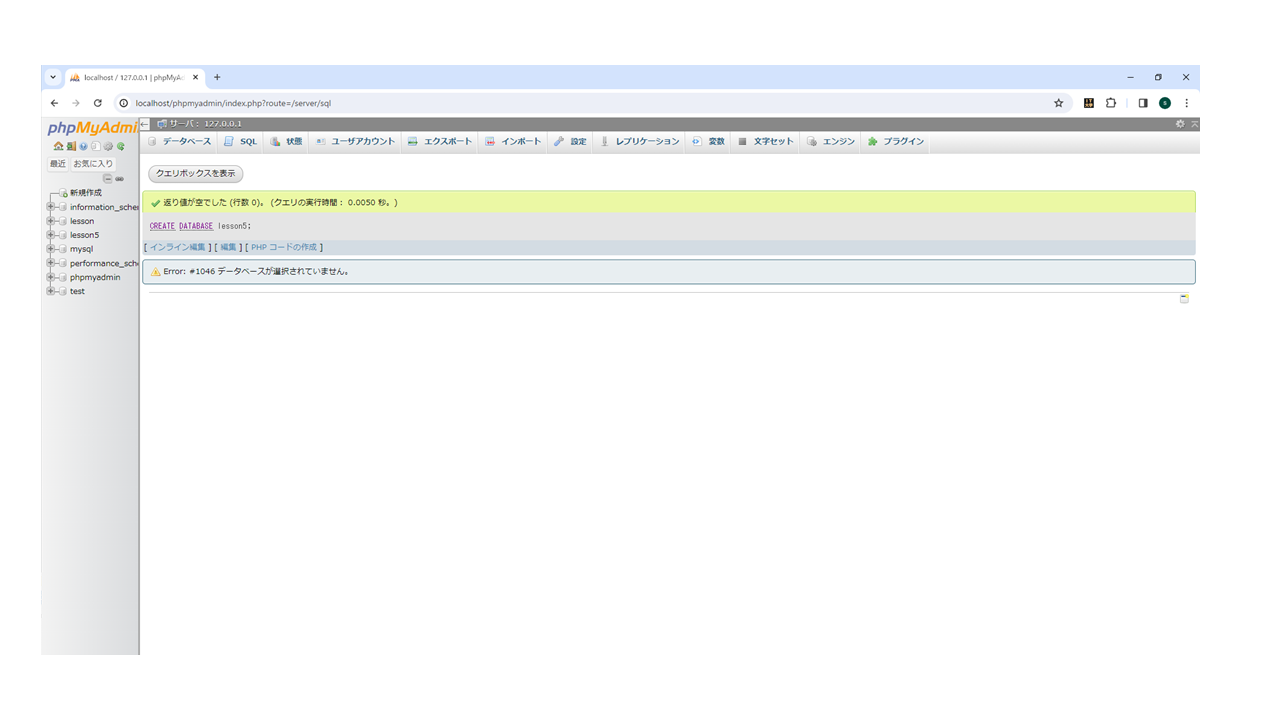 localhost / 127.0.0.1 | phpMyAd
localhost/phpmyadmin/index.php?route=/server/sql
S
phpMyAdmi
サーバ: 127.0.0.1
データベース SQL 状態 ユーザアカウント エクスポート インポート 設定 レプリケーション 変数 文字セット エンジン プラグイン
最近 お気に入り
新規作成
information_scher
lesson
lesson5
mysql
performance_sch
phpmyadmin
test
クエリボックスを表示
返り値が空でした (行数 0)。 (クエリの実行時間: 0.0050 秒。)
CREATE DATABASE lesson5;
[ インライン編集 ] [ 編集 ] [ PHP コードの作成 ]
Error: #1046 データベースが選択されていません。